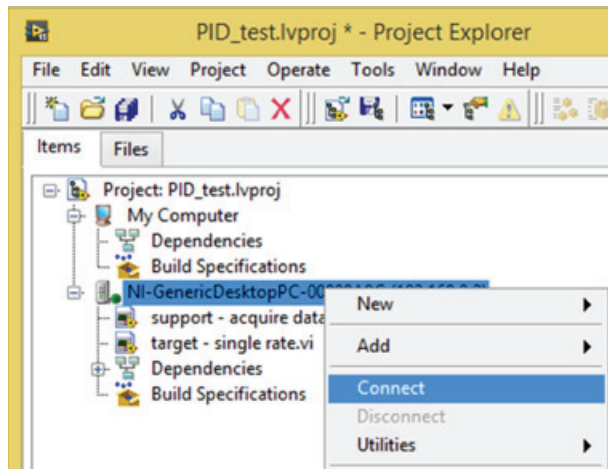 PID_test.lvproj * - Project Explorer
File Edit View Project Operate Tools Window Help
Items Files
Project: PID_test.lvproj
My Computer
Dependencies
Build Specifications
NI-GenericDesktopPC-
New
support - acquire data
target - single rate.vi
Add
Dependencies
Connect
Build Specifications
Disconnect
Utilities